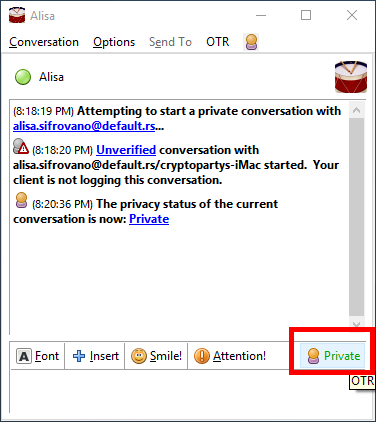 Alisa
Conversation Options Send To OTR
Alisa
(8:18:19 PM) Attempting to start a private conversation with
alisa.sifrovano@default.rs...
(8:18:20 PM) Unverified conversation with
alisa.sifrovano@default.rs/cryptopartys-iMac started. Your
client is not logging this conversation.
(8:20:36 PM) The privacy status of the current
conversation is now: Private
A Font Insert Smile! Attention! Private
OTR